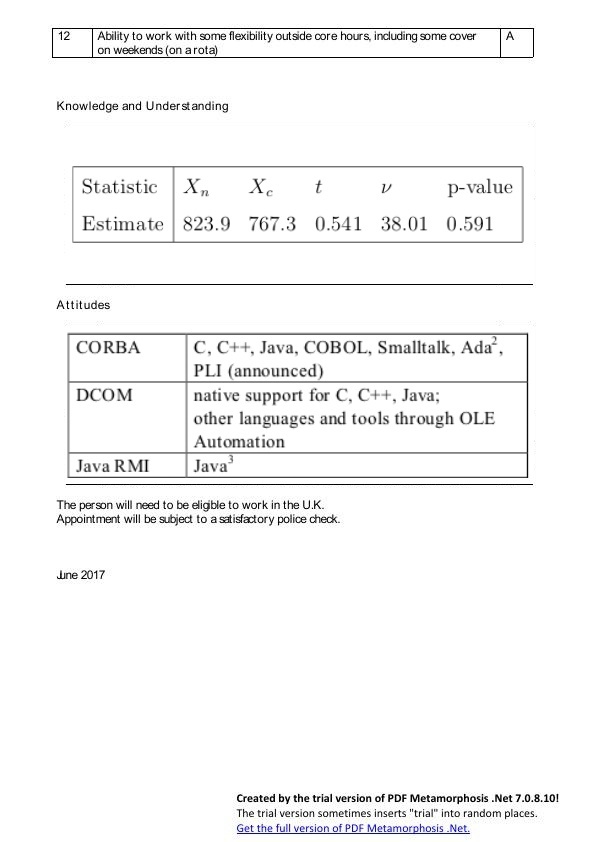 12 Ability to work with some flexibility outside core hours, including some cover A
on weekends (on a rota)
Knowledge and Understanding
Statistic X_n X_c t ν p-value
Estimate 823.9 767.3 0.541 38.01 0.591
Attitudes
CORBA C, C++, Java, COBOL, Smalltalk, Ada²,
PLI (announced)
DCOM native support for C, C++, Java;
other languages and tools through OLE
Automation
Java RMI Java³
The person will need to be eligible to work in the U.K.
Appointment will be subject to a satisfactory police check.
June 2017
Created by the trial version of PDF Metamorphosis .Net 7.0.8.10!
The trial version sometimes inserts "trial" into random places.
Get the full version of PDF Metamorphosis .Net.